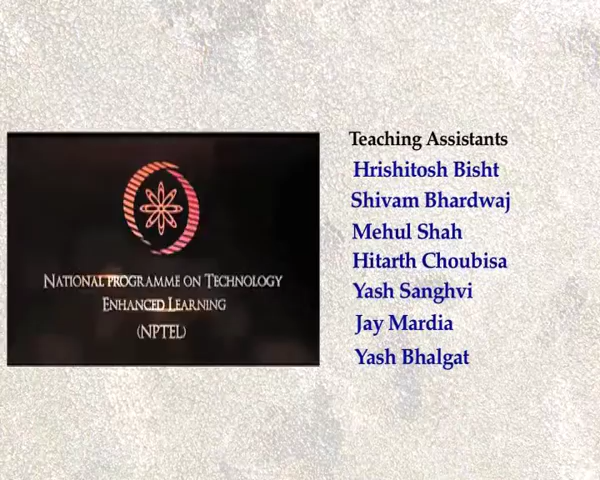 Teaching Assistants
Hrishitosh Bisht
Shivam Bhardwaj
Mehul Shah
Hitarth Choubisa
Yash Sanghvi
Jay Mardia
Yash Bhalgat
NATIONAL PROGRAMME ON TECHNOLOGY
ENHANCED LEARNING
(NPTEL)